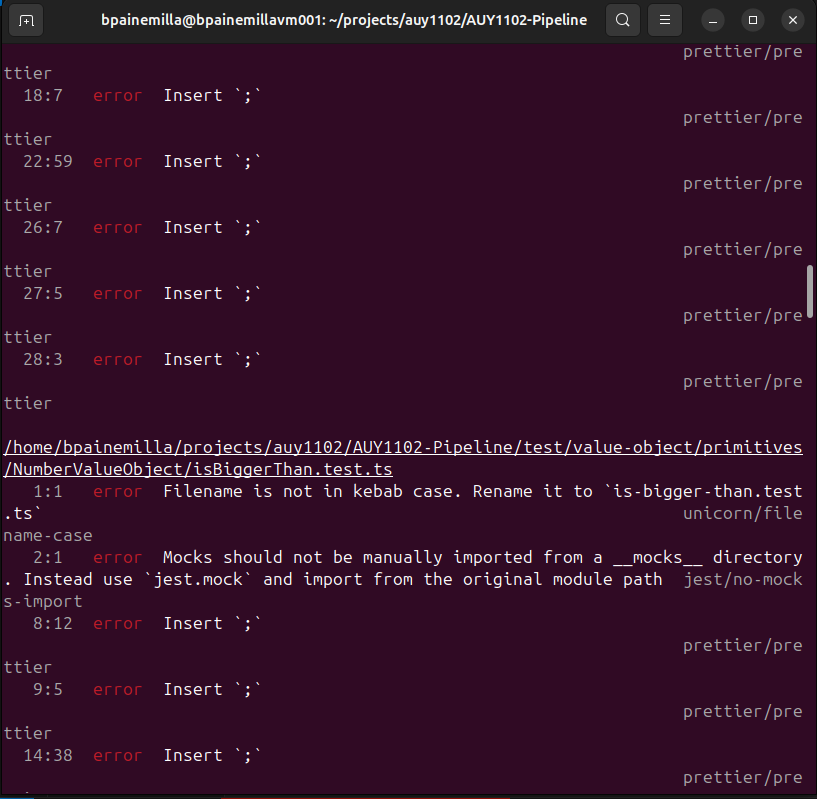 bpainemilla@bpainemillavm001: ~/projects/auy1102/AUY1102-Pipeline
prettier/pre
ttier
18:7 error Insert `;`
prettier/pre
ttier
22:59 error Insert `;`
prettier/pre
ttier
26:7 error Insert `;`
prettier/pre
ttier
27:5 error Insert `;`
prettier/pre
ttier
28:3 error Insert `;`
prettier/pre
ttier
/home/bpainemilla/projects/auy1102/AUY1102-Pipeline/test/value-object/primitives
/NumberValueObject/isBiggerThan.test.ts
1:1 error Filename is not in kebab case. Rename it to `is-bigger-than.test
.ts` unicorn/file
name-case
2:1 error Mocks should not be manually imported from a __mocks__ directory
. Instead use `jest.mock` and import from the original module path jest/no-mock
s-import
8:12 error Insert `;`
prettier/pre
ttier
9:5 error Insert `;`
prettier/pre
ttier
14:38 error Insert `;`
prettier/pre